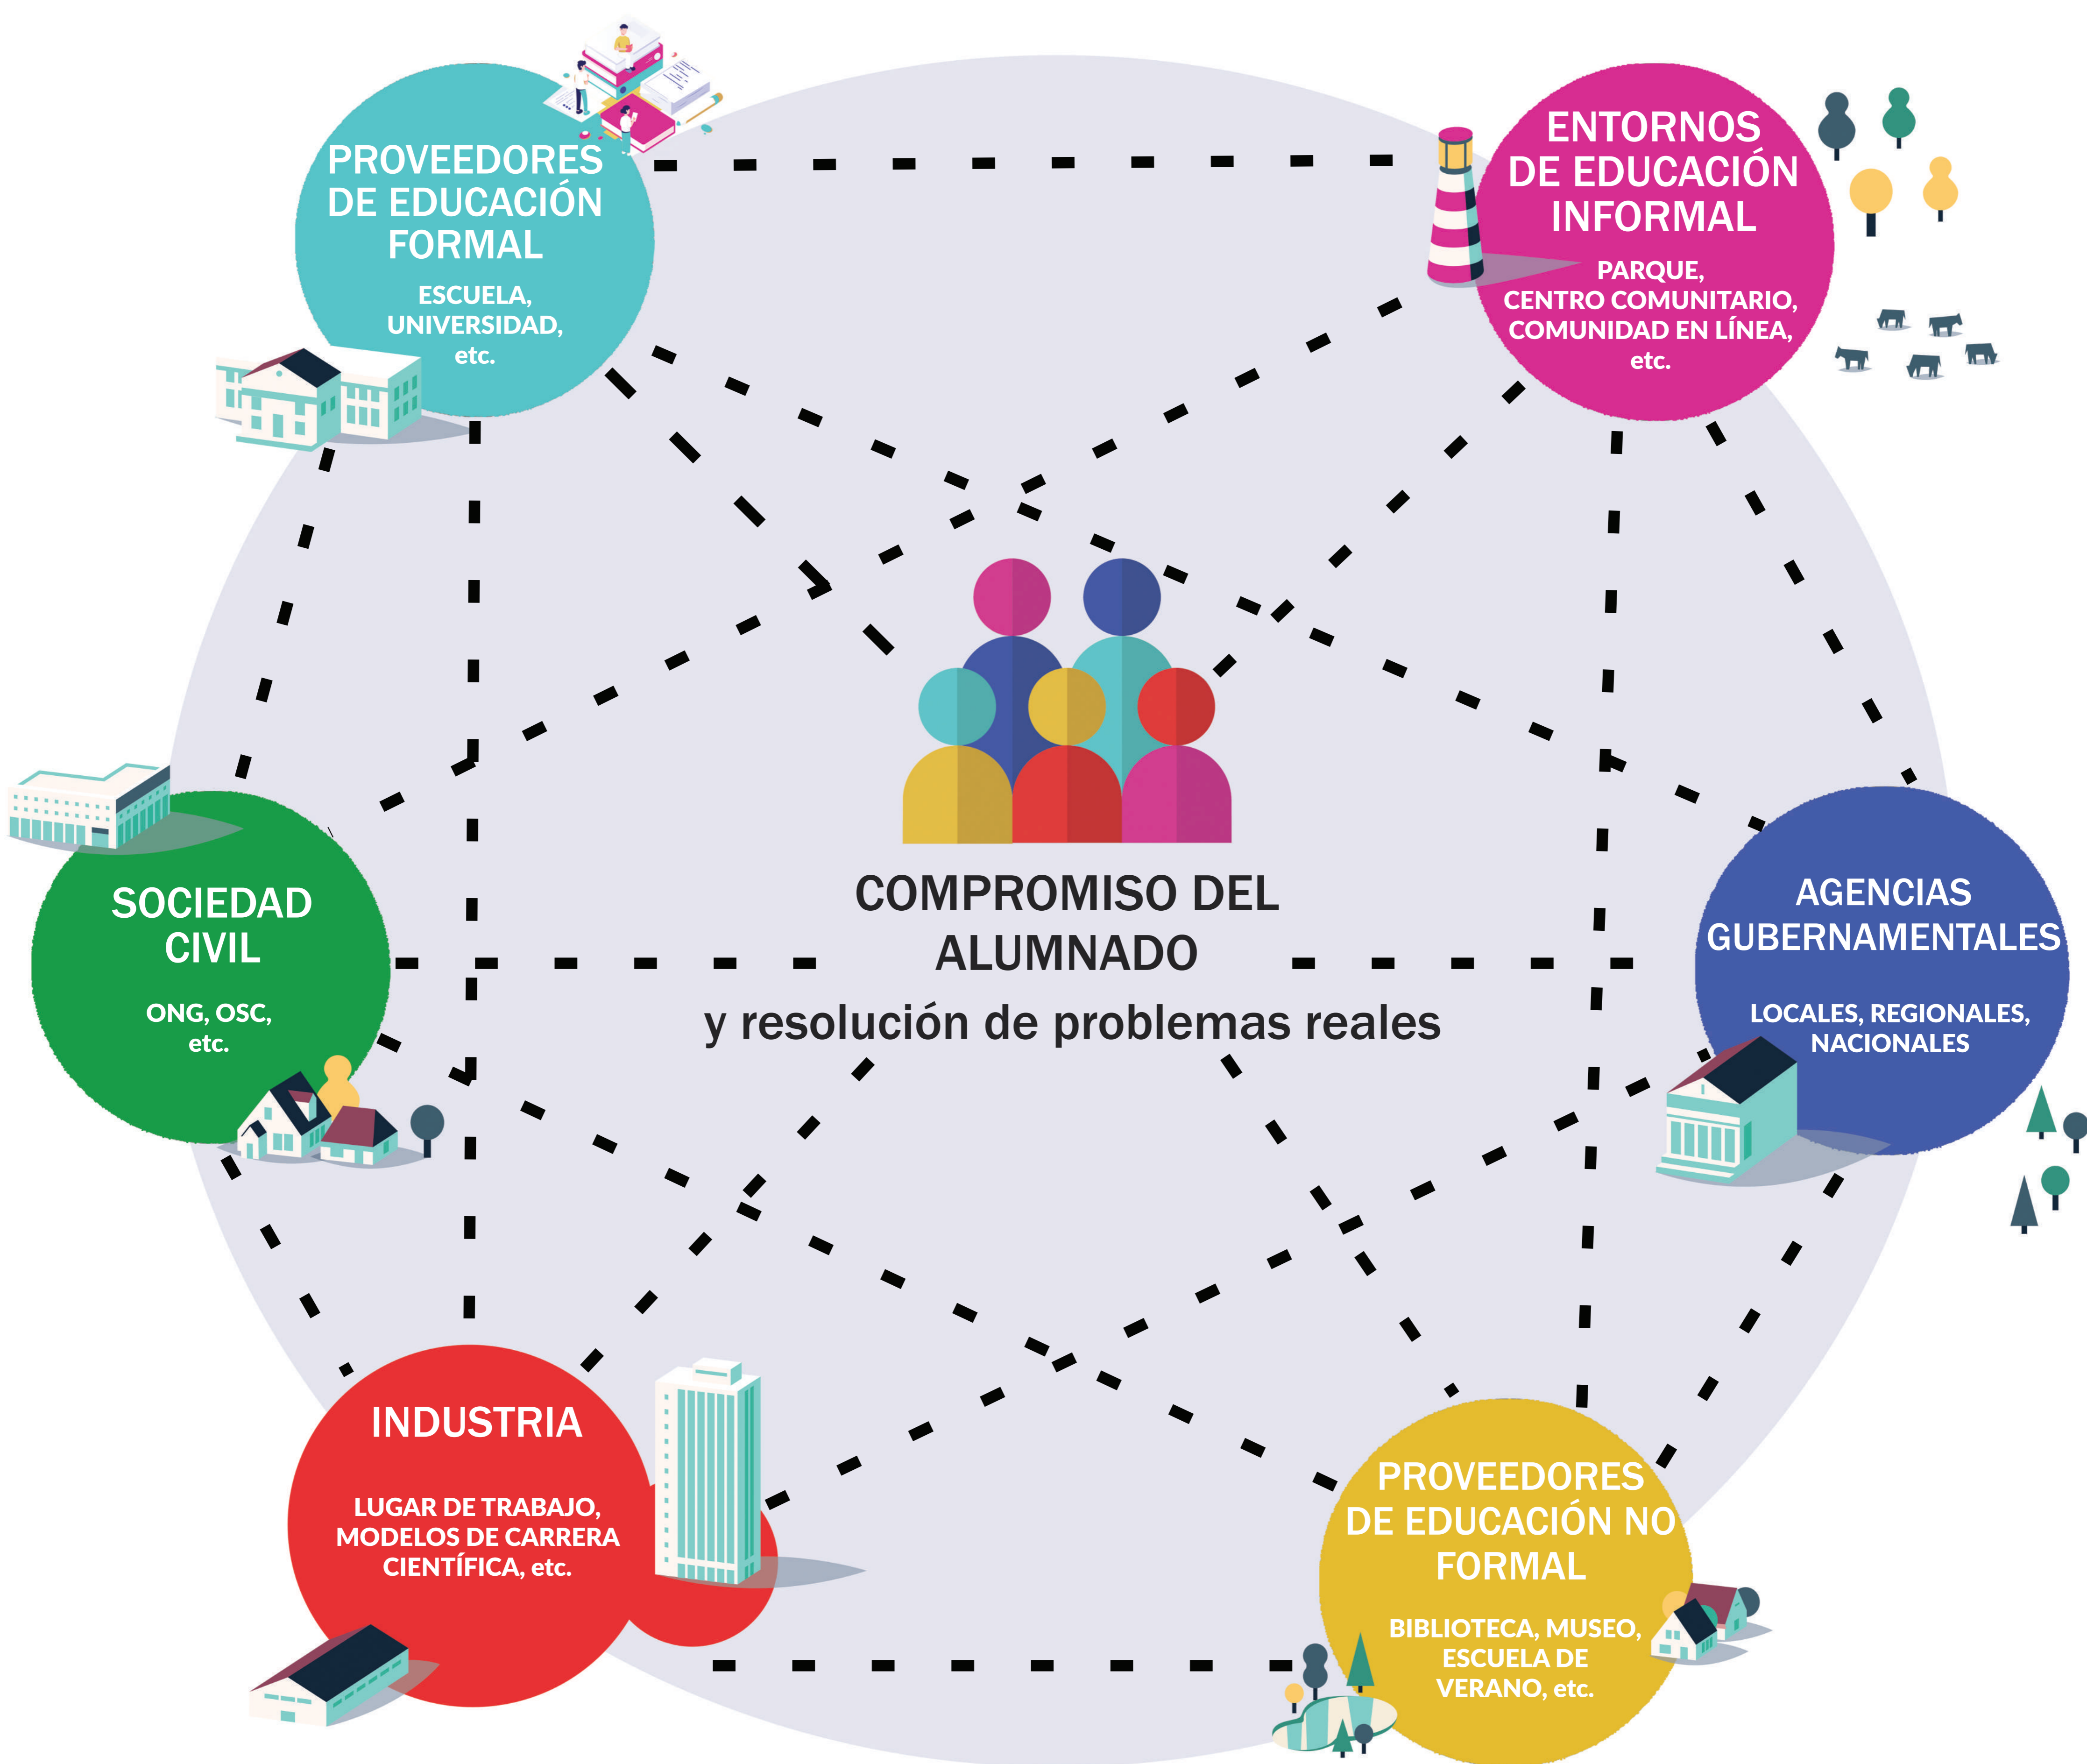 PROVEEDORES
DE EDUCACIÓN
FORMAL
ESCUELA,
UNIVERSIDAD,
etc.
ENTORNOS
DE EDUCACIÓN
INFORMAL
PARQUE,
CENTRO COMUNITARIO,
COMUNIDAD EN LÍNEA,
etc.
COMPROMISO DEL
ALUMNADO
y resolución de problemas reales
SOCIEDAD
CIVIL
ONG, OSC,
etc.
AGENCIAS
GUBERNAMENTALES
LOCALES, REGIONALES,
NACIONALES
INDUSTRIA
LUGAR DE TRABAJO,
MODELOS DE CARRERA
CIENTÍFICA, etc.
PROVEEDORES
DE EDUCACIÓN NO
FORMAL
BIBLIOTECA, MUSEO,
ESCUELA DE
VERANO, etc.